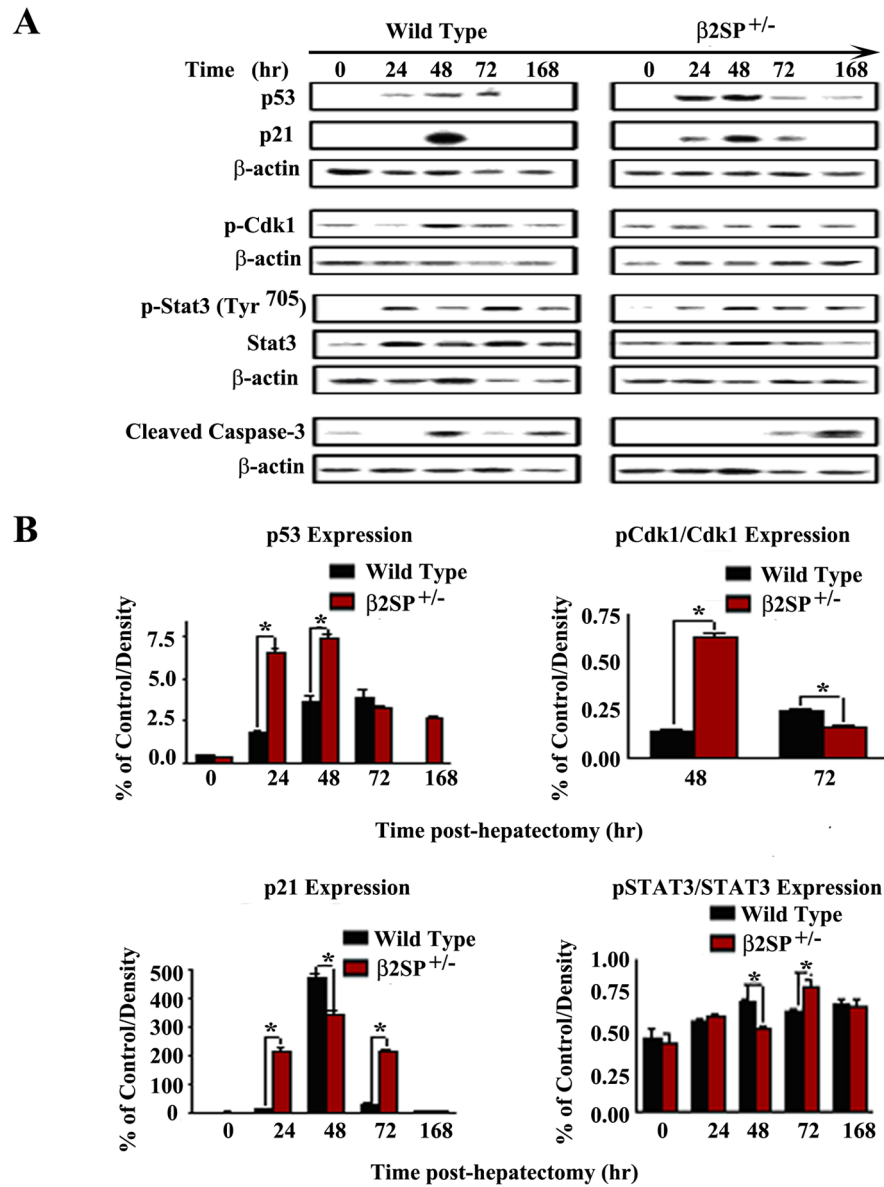 A
Wild Type β2SP+/-
Time (hr) 0 24 48 72 168 0 24 48 72 168
p53
p21
β-actin
p-Cdk1
β-actin
p-Stat3 (Tyr 705)
Stat3
β-actin
Cleaved Caspase-3
β-actin
B
p53 Expression
Wild Type
β2SP+/-
% of Control/Density
7.5
5.0
2.5
0.0
* *
0 24 48 72 168
pCdk1/Cdk1 Expression
Wild Type
β2SP+/-
% of Control/Density
0.75
0.50
0.25
0.00
* *
48 72
Time post-hepatectomy (hr)
p21 Expression
Wild Type
β2SP+/-
% of Control/Density
500
400
300
200
100
0
* * *
0 24 48 72 168
pSTAT3/STAT3 Expression
Wild Type
β2SP+/-
% of Control/Density
1.00
0.75
0.50
0.25
0.00
* *
0 24 48 72 168
Time post-hepatectomy (hr)